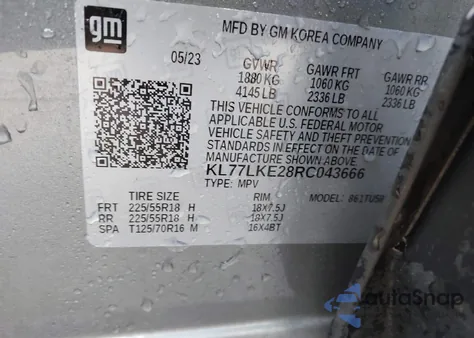 gm
MFD BY GM KOREA COMPANY
05/23 GVWR GAWR FRT GAWR RR
1880 KG 1060 KG 1060 KG
4145 LB 2336 LB 2336 LB
THIS VEHICLE CONFORMS TO ALL
APPLICABLE U.S. FEDERAL MOTOR
VEHICLE SAFETY AND THEFT PREVENTION
STANDARDS IN EFFECT ON THE DATE OF
MANUFACTURE SHOWN ABOVE.
KL77LKE28RC043666
TYPE: MPV MODEL:
TIRE SIZE RIM
FRT 225/55R18 H 18X7.5J
RR 225/55R18 H 18X7.5J
SPA T125/70R16 M 16X4BT
autoSnap